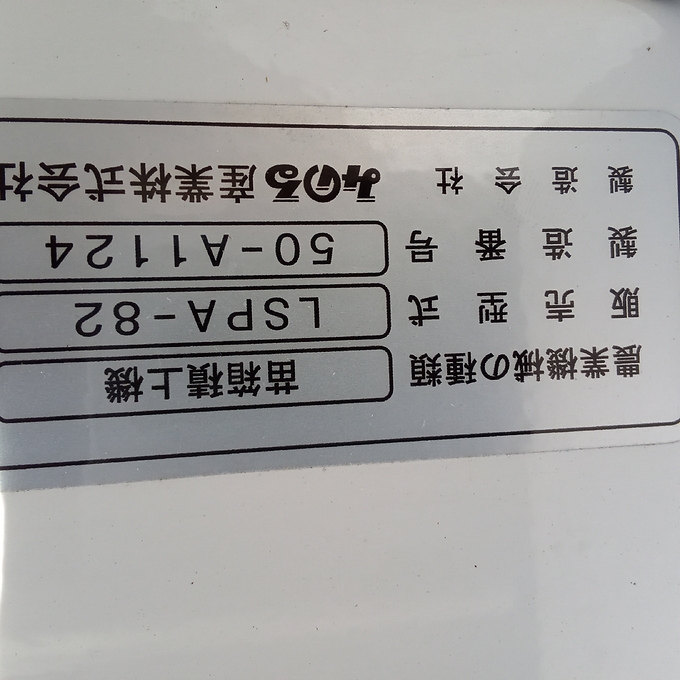 農業機械の種類 苗箱積上機
販売型式 LSPA-82
製造番号 50-A1124
製造会社 みのる産業株式会社